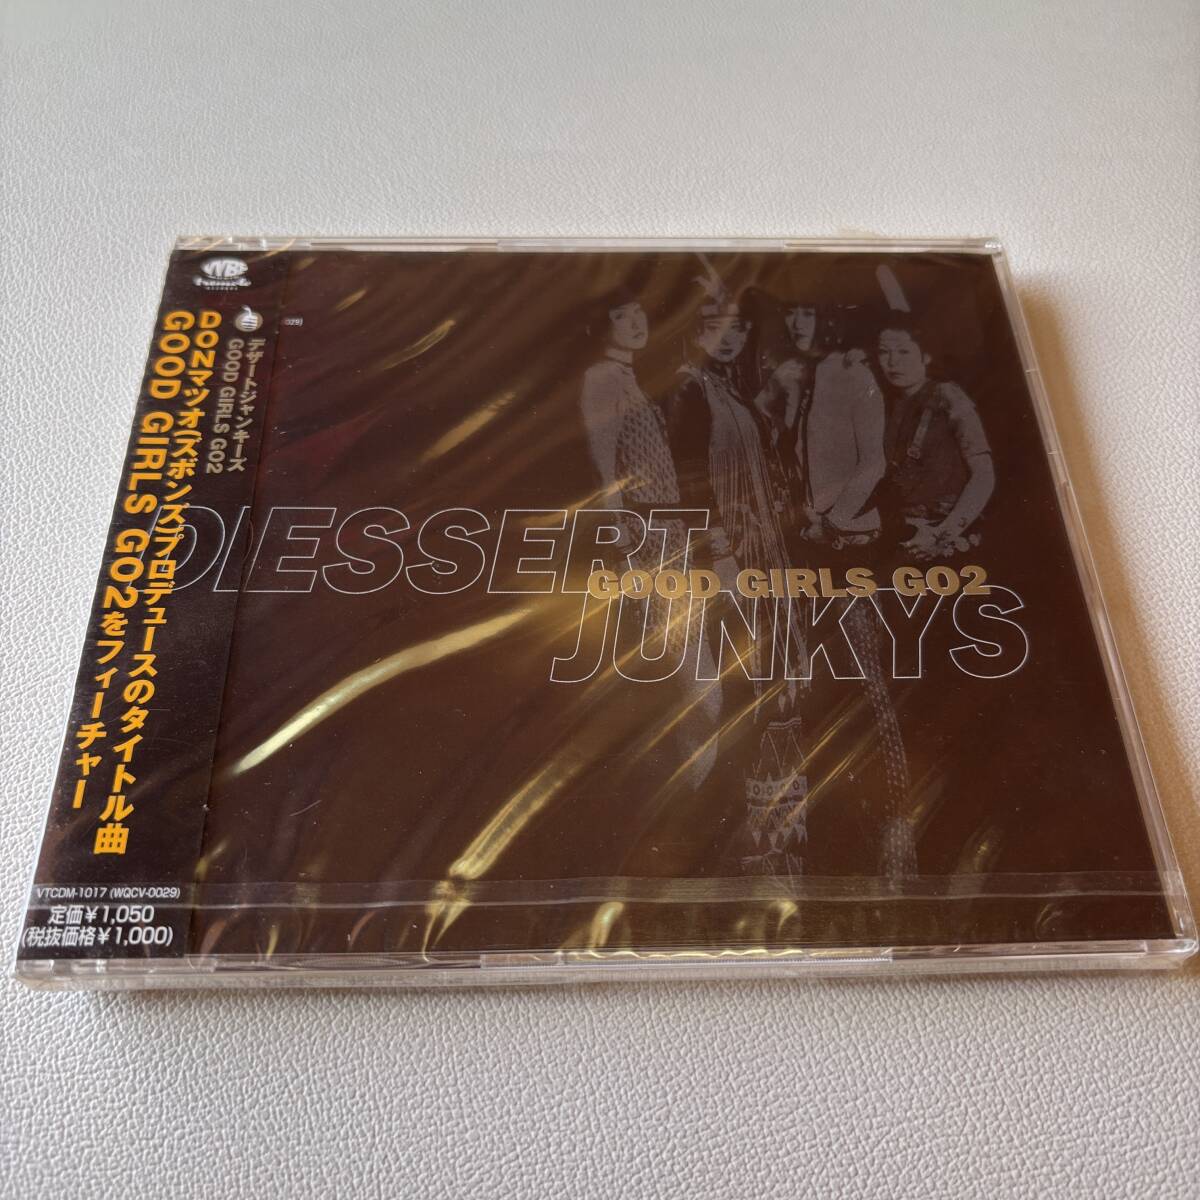 デザートジャンキーズ
GOOD GIRLS GO2
DONマツオ(ズボンズ)プロデュースのタイトル曲
GOOD GIRLS GO2をフィーチャー
VTCDM-1017 (WQCV-0029)
定価¥1,050
(税抜価格¥1,000)
DESSERT
GOOD GIRLS GO2
JUNKYS